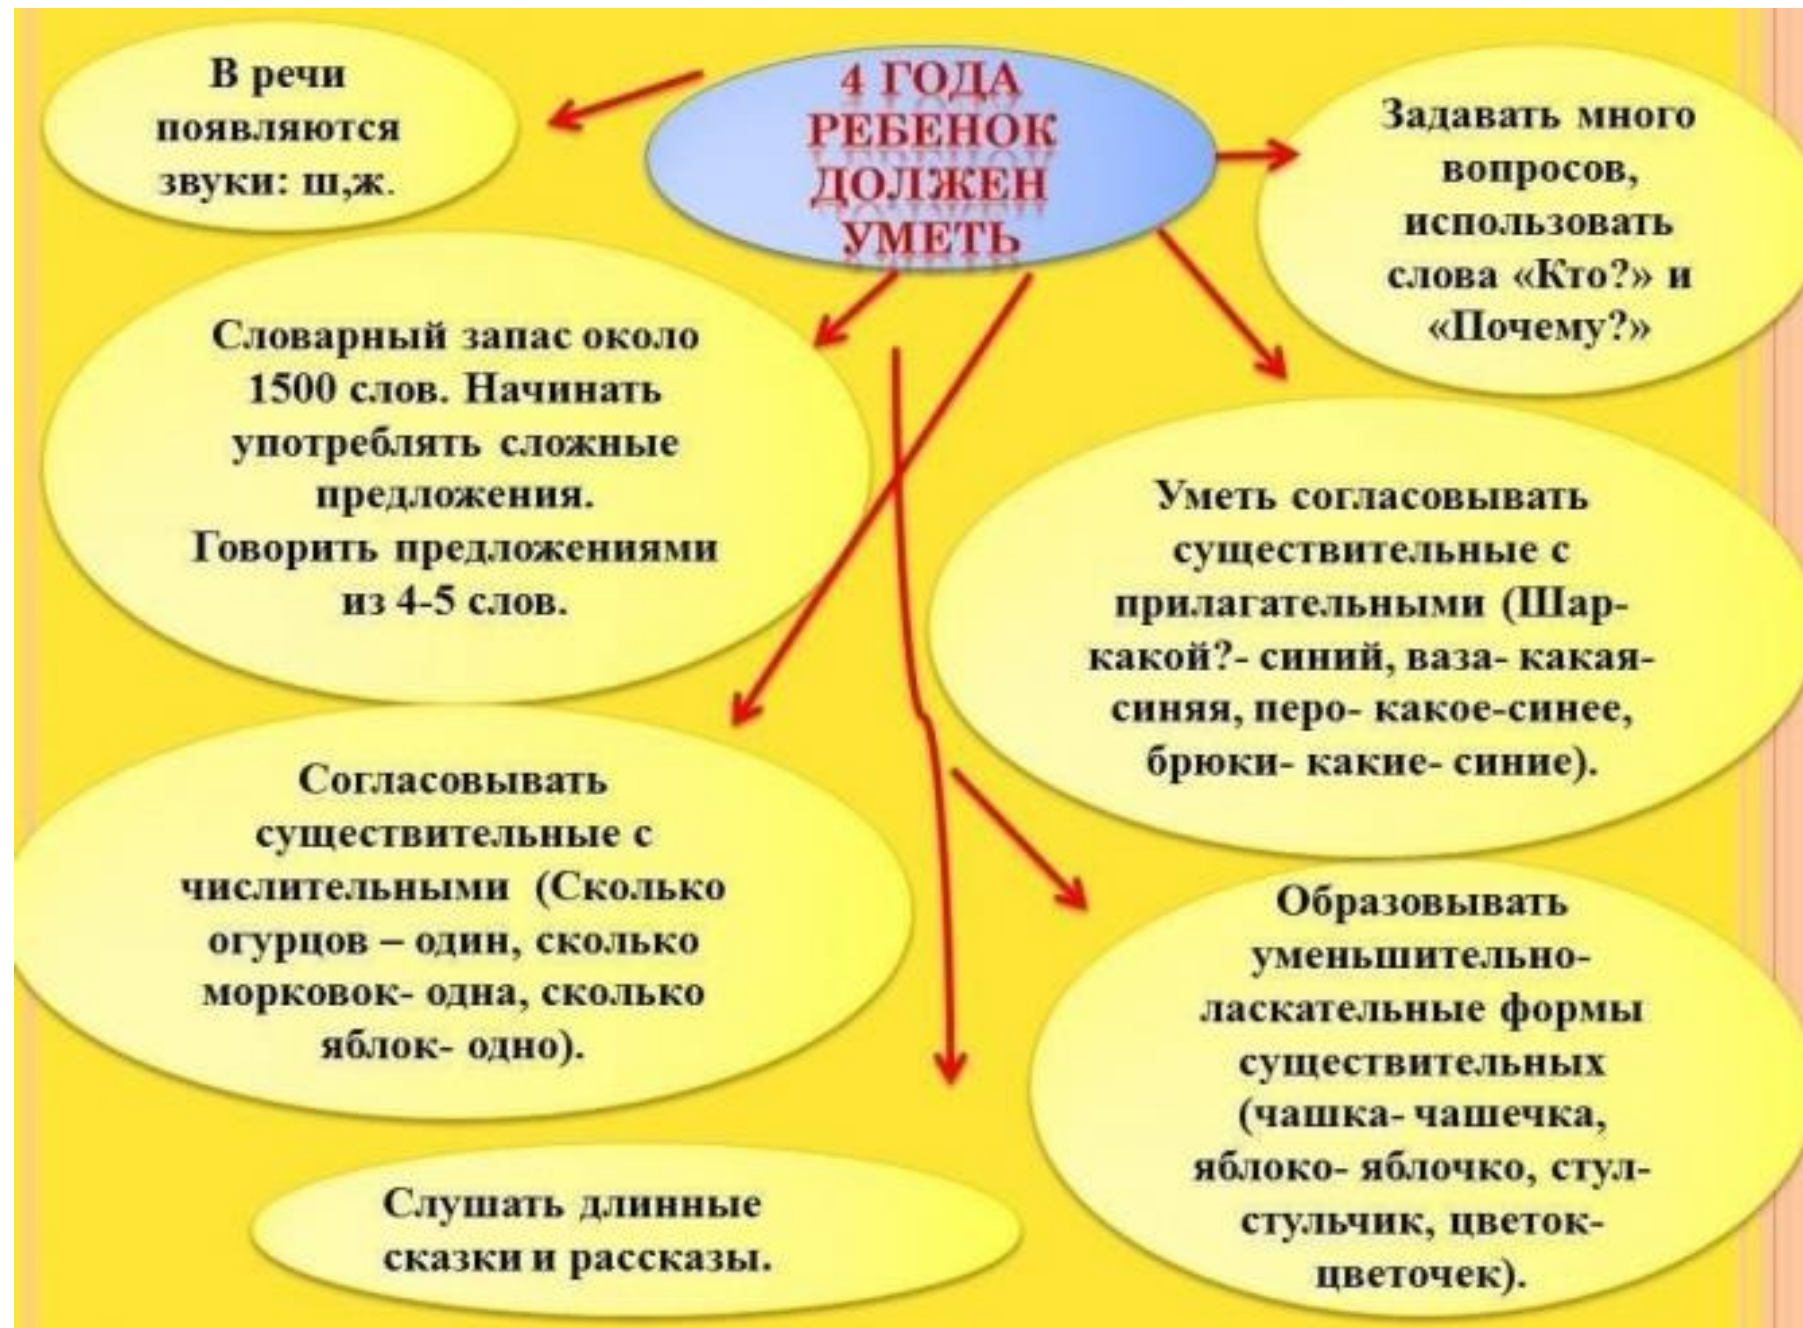 4 ГОДА
РЕБЕНОК
ДОЛЖЕН
УМЕТЬ
В речи
появляются
звуки: ш,ж.
Задавать много
вопросов,
использовать
слова «Кто?» и
«Почему?»
Словарный запас около
1500 слов. Начинать
употреблять сложные
предложения.
Говорить предложениями
из 4-5 слов.
Уметь согласовывать
существительные с
прилагательными (Шар-
какой?- синий, ваза- какая-
синяя, перо- какое-синее,
брюки- какие- синие).
Согласовывать
существительные с
числительными (Сколько
огурцов – один, сколько
морковок- одна, сколько
яблок- одно).
Образовывать
уменьшительно-
ласкательные формы
существительных
(чашка- чашечка,
яблоко- яблочко, стул-
стульчик, цветок-
цветочек).
Слушать длинные
сказки и рассказы.